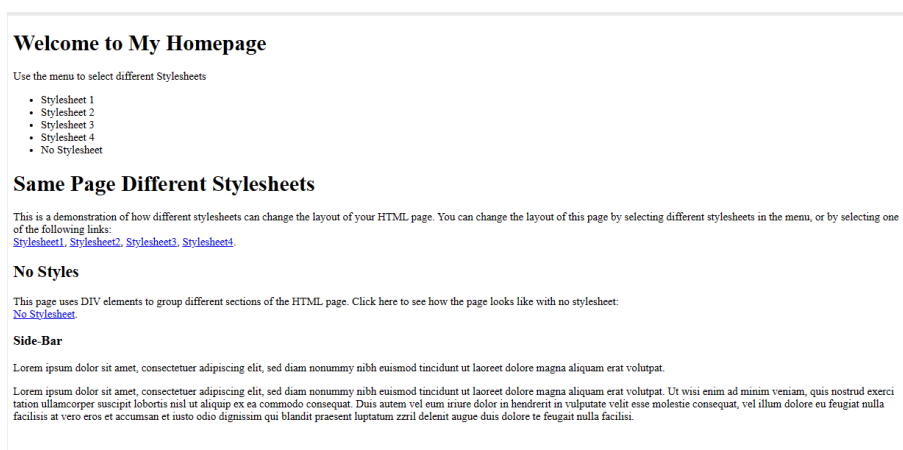 Welcome to My Homepage
Use the menu to select different Stylesheets
Stylesheet 1
Stylesheet 2
Stylesheet 3
Stylesheet 4
No Stylesheet
Same Page Different Stylesheets
This is a demonstration of how different stylesheets can change the layout of your HTML page. You can change the layout of this page by selecting different stylesheets in the menu, or by selecting one
of the following links:
Stylesheet1, Stylesheet2, Stylesheet3, Stylesheet4.
No Styles
This page uses DIV elements to group different sections of the HTML page. Click here to see how the page looks like with no stylesheet:
No Stylesheet.
Side-Bar
Lorem ipsum dolor sit amet, consectetuer adipiscing elit, sed diam nonummy nibh euismod tincidunt ut laoreet dolore magna aliquam erat volutpat.
Lorem ipsum dolor sit amet, consectetuer adipiscing elit, sed diam nonummy nibh euismod tincidunt ut laoreet dolore magna aliquam erat volutpat. Ut wisi enim ad minim veniam, quis nostrud exerci
tation ullamcorper suscipit lobortis nisl ut aliquip ex ea commodo consequat. Duis autem vel eum iriure dolor in hendrerit in vulputate velit esse molestie consequat, vel illum dolore eu feugiat nulla
facilisis at vero eros et accumsan et iusto odio dignissim qui blandit praesent luptatum zzril delenit augue duis dolore te feugait nulla facilisi.